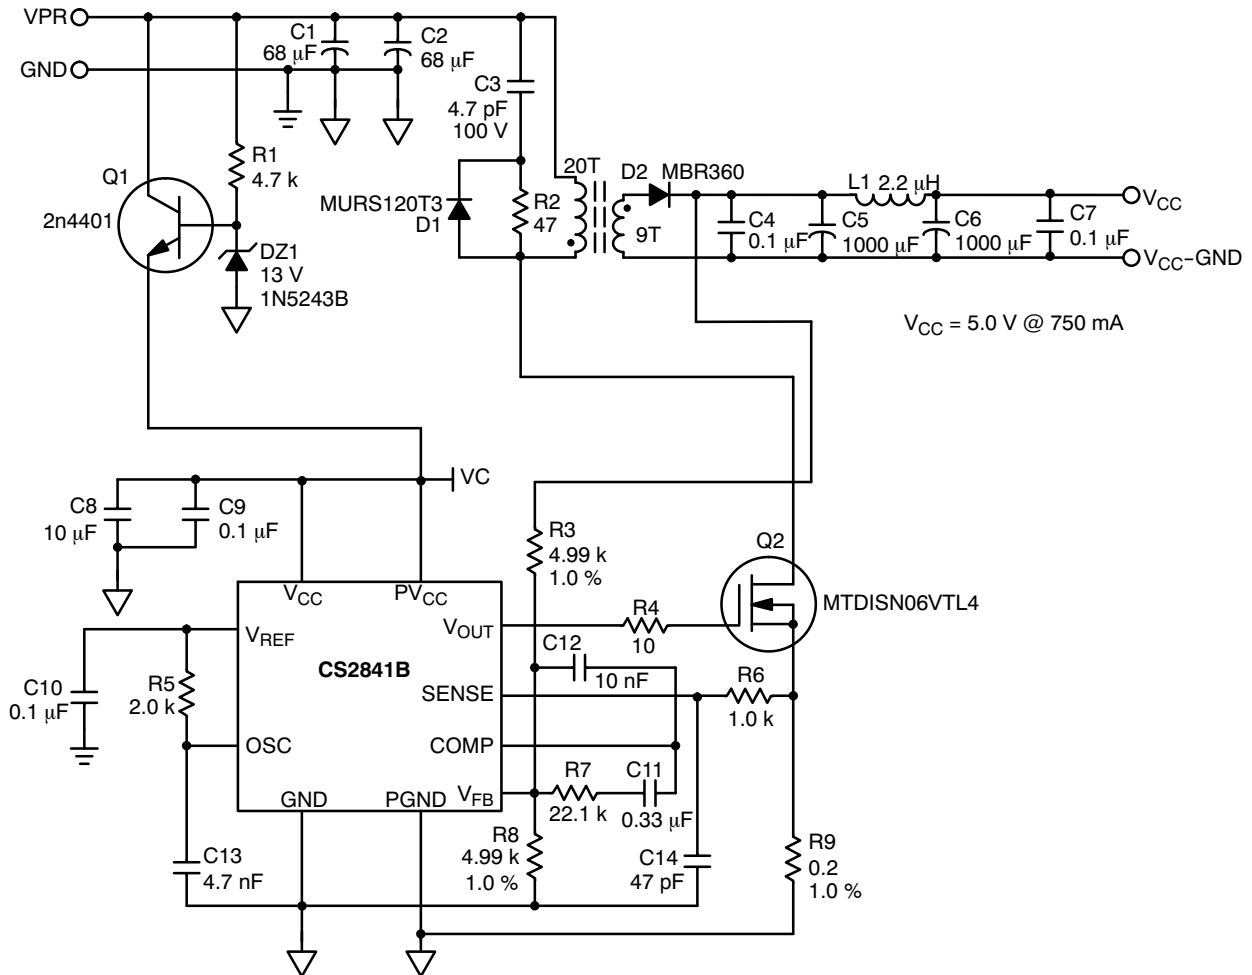 VPR
GND
C1
68 μF
C2
68 μF
C3
4.7 pF
100 V
R1
4.7 k
Q1
2n4401
DZ1
13 V
1N5243B
MURS120T3
D1
R2
47
20T
9T
D2 MBR360
C4
0.1 μF
C5
1000 μF
L1 2.2 μH
C6
1000 μF
C7
0.1 μF
VCC
VCC-GND
VCC = 5.0 V @ 750 mA
VC
C8
10 μF
C9
0.1 μF
R3
4.99 k
1.0 %
Q2
MTDISN06VTL4
VCC
PVCC
VREF
VOUT
CS2841B
SENSE
OSC
COMP
GND
PGND
VFB
R4
10
C12
10 nF
R6
1.0 k
C10
0.1 μF
R5
2.0 k
R7
22.1 k
C11
0.33 μF
C13
4.7 nF
R8
4.99 k
1.0 %
C14
47 pF
R9
0.2
1.0 %